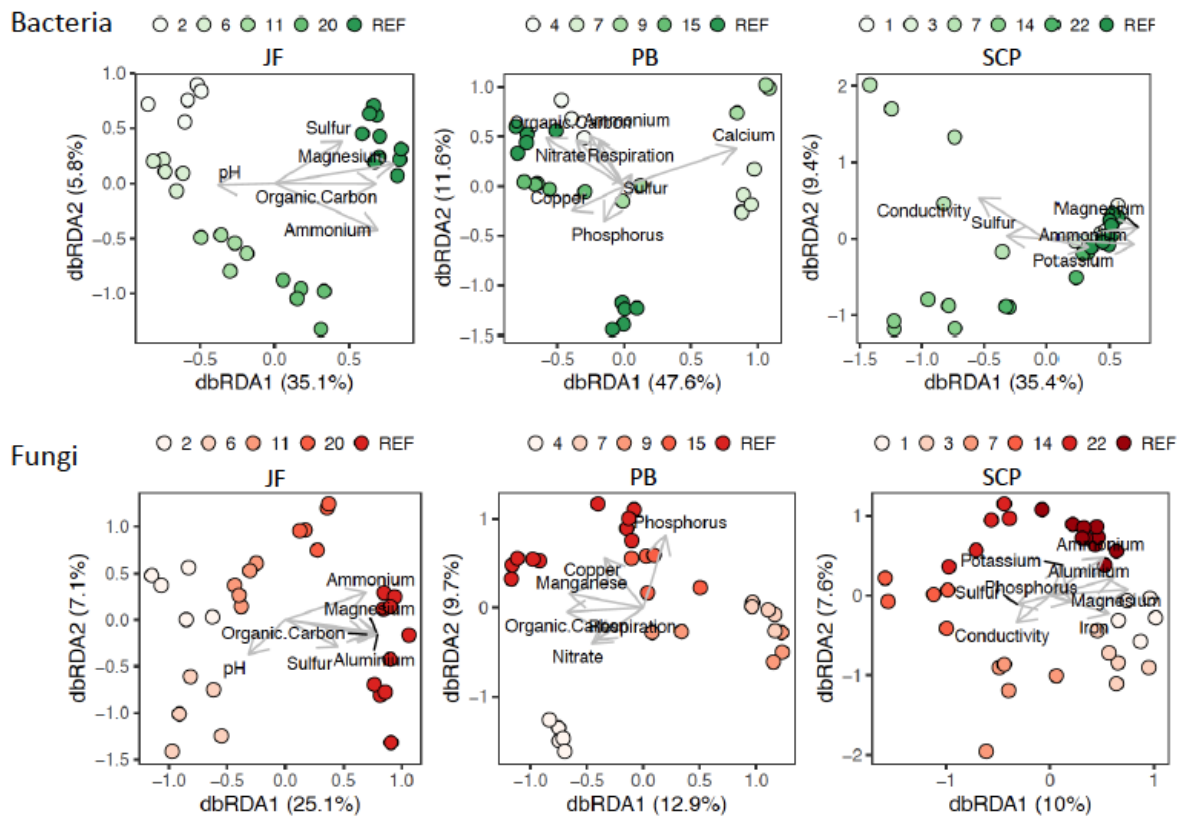 Bacteria
2 6 11 20 REF
4 7 9 15 REF
1 3 7 14 22 REF
JF
PB
SCP
dbRDA2 (5.8%)
1.0
0.5
0.0
−0.5
−1.0
Sulfur
Magnesium
pH
Organic.Carbon
Ammonium
−0.5 0.0 0.5
dbRDA1 (35.1%)
dbRDA2 (11.6%)
1.0
0.5
0.0
−0.5
−1.0
−1.5
Organic.Carbon
Ammonium
Calcium
Nitrate
Respiration
Sulfur
Copper
Phosphorus
−0.5 0.0 0.5 1.0
dbRDA1 (47.6%)
dbRDA2 (9.4%)
2
1
0
−1
Magnesium
Conductivity
Sulfur
Ammonium
Potassium
−1.5 −1.0 −0.5 0.0 0.5
dbRDA1 (35.4%)
Fungi
2 6 11 20 REF
4 7 9 15 REF
1 3 7 14 22 REF
JF
PB
SCP
dbRDA2 (7.1%)
1.0
0.5
0.0
−0.5
−1.0
−1.5
Ammonium
Magnesium
Organic.Carbon
Aluminium
Sulfur
pH
−1.0 −0.5 0.0 0.5 1.0
dbRDA1 (25.1%)
dbRDA2 (9.7%)
1
0
−1
Phosphorus
Copper
Manganese
Organic.Carbon
Respiration
Nitrate
−1.0 −0.5 0.0 0.5 1.0
dbRDA1 (12.9%)
dbRDA2 (7.6%)
1
0
−1
−2
Ammonium
Potassium
Aluminium
Phosphorus
Sulfur
Magnesium
Conductivity
Iron
−1 0 1
dbRDA1 (10%)